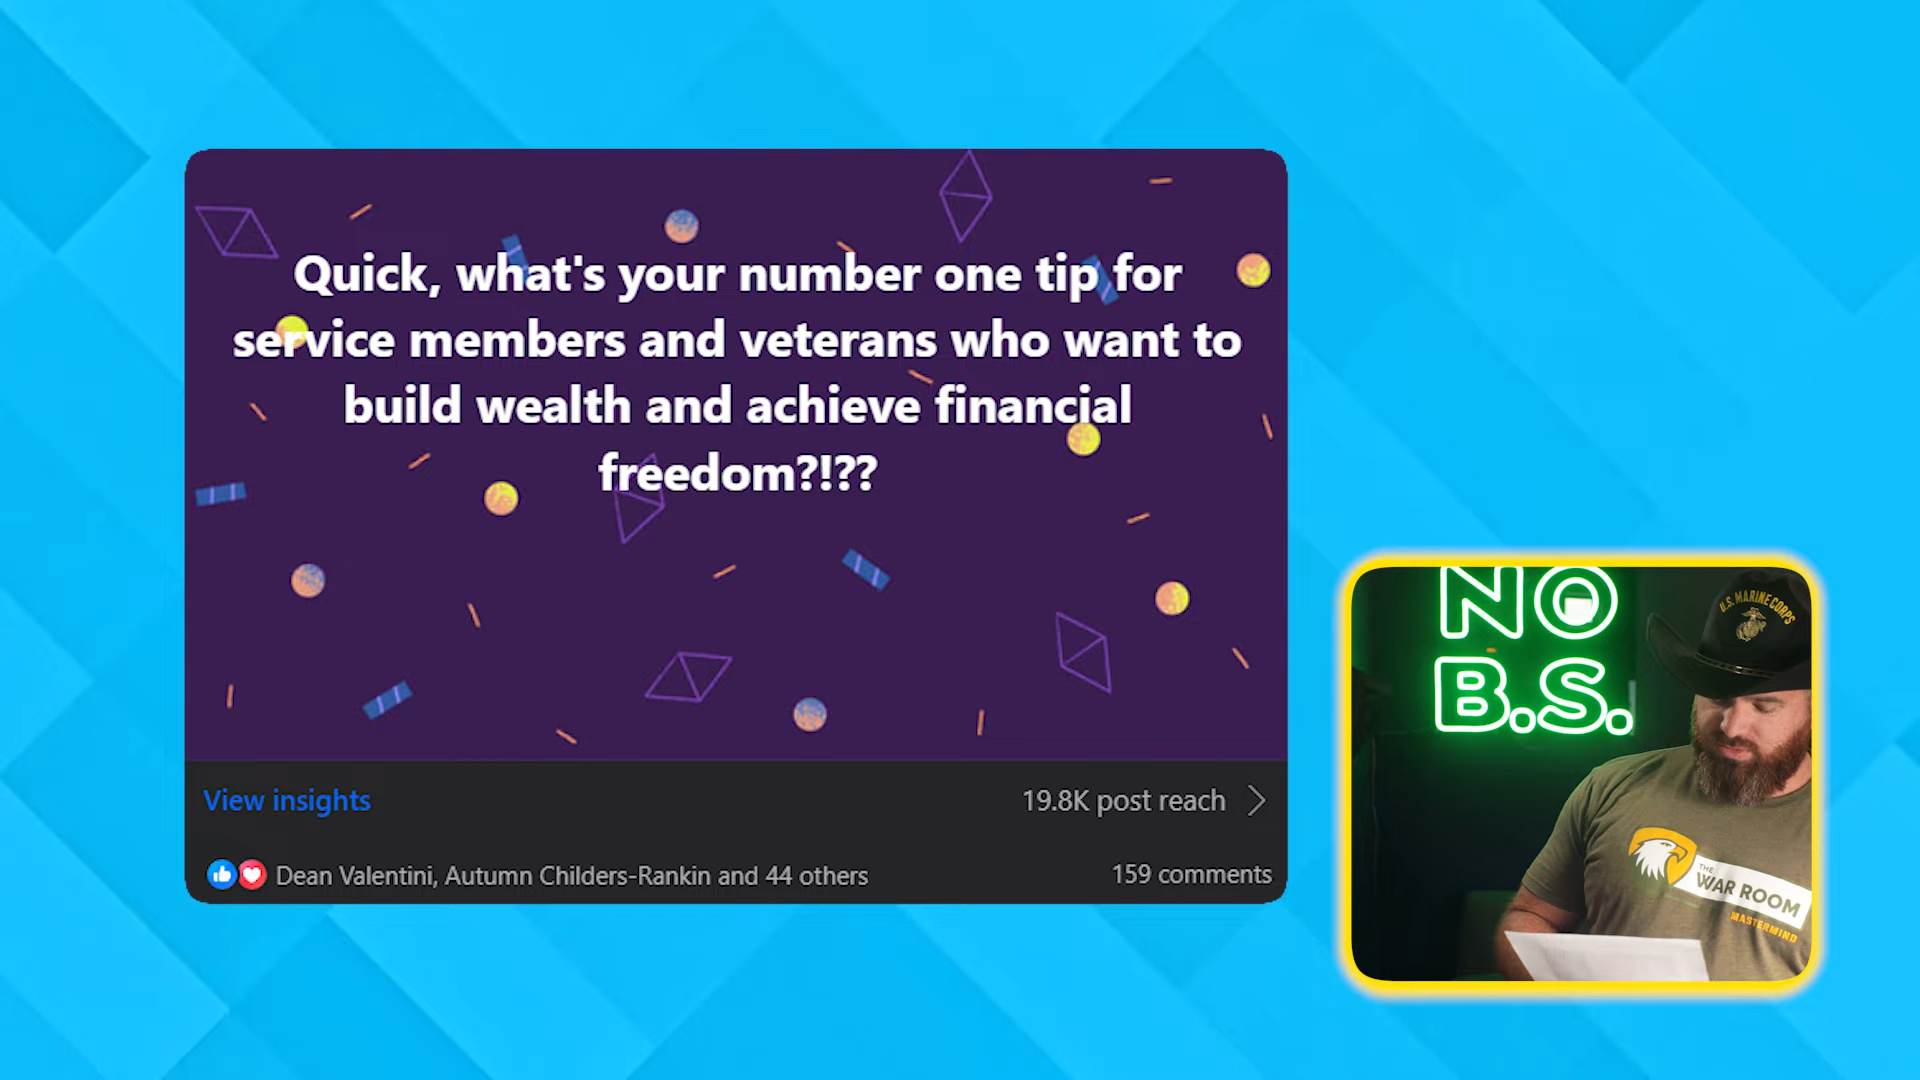 Quick, what's your number one tip for
service members and veterans who want to
build wealth and achieve financial
freedom?!??
View insights
19.8K post reach
Dean Valentini, Autumn Childers-Rankin and 44 others
159 comments
NO
B.S.
U.S. MARINE CORPS
THE
WAR ROOM
MASTERMIND